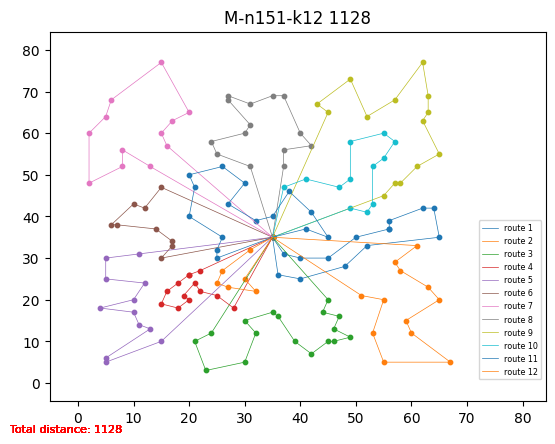 M-n151-k12 1128
80
70
60
50
40
30
20
10
0
0 10 20 30 40 50 60 70 80
route 1
route 2
route 3
route 4
route 5
route 6
route 7
route 8
route 9
route 10
route 11
route 12
Total distance: 1128